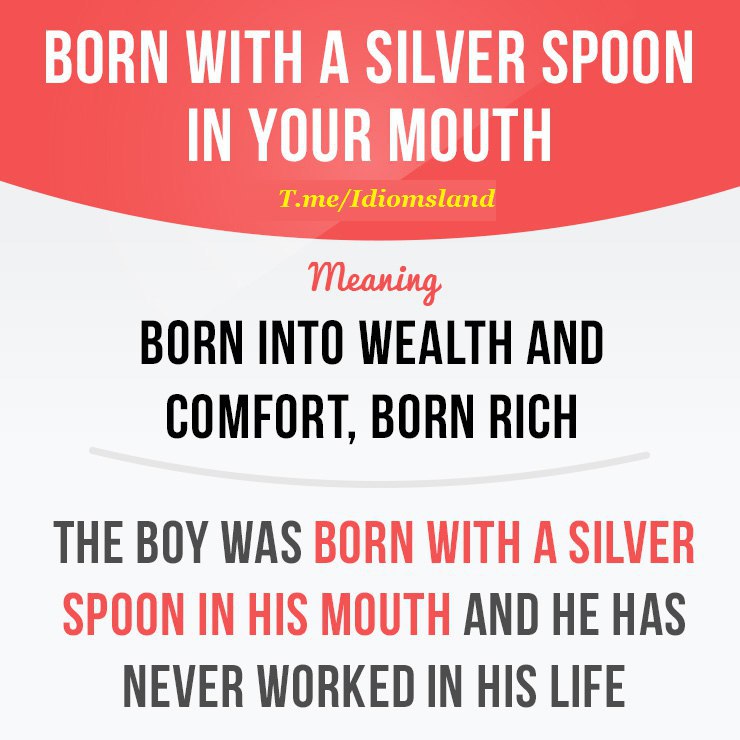 BORN WITH A SILVER SPOON
IN YOUR MOUTH
T.me/Idiomsland
Meaning
BORN INTO WEALTH AND
COMFORT, BORN RICH
THE BOY WAS BORN WITH A SILVER
SPOON IN HIS MOUTH AND HE HAS
NEVER WORKED IN HIS LIFE